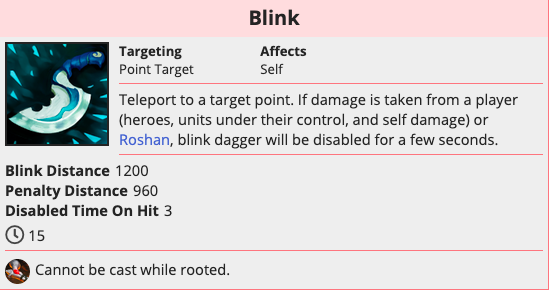 Blink
Targeting Affects
Point Target Self
Teleport to a target point. If damage is taken from a player
(heroes, units under their control, and self damage) or
Roshan, blink dagger will be disabled for a few seconds.
Blink Distance 1200
Penalty Distance 960
Disabled Time On Hit 3
15
Cannot be cast while rooted.